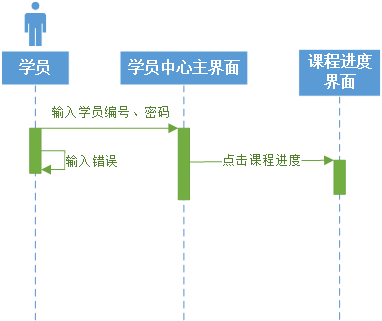 学员
学员中心主界面
课程进度
界面
输入学员编号、密码
输入错误
点击课程进度